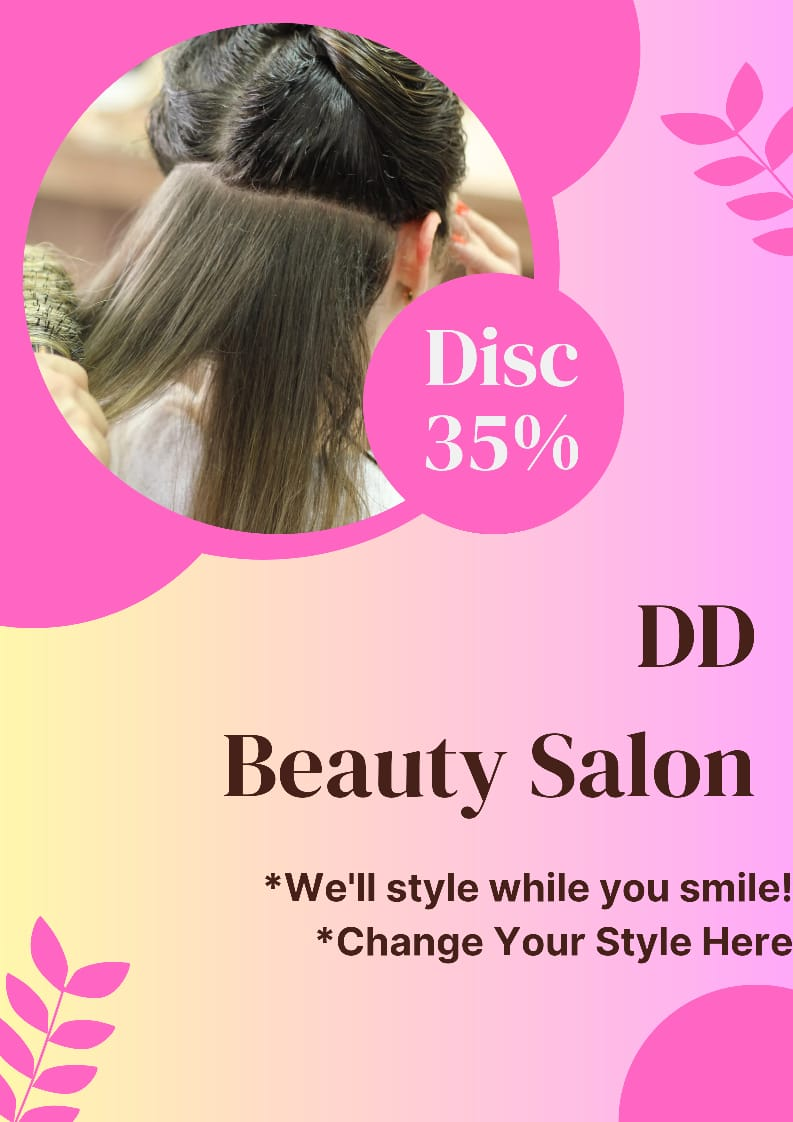 Disc
35%
DD
Beauty Salon
*We'll style while you smile!
*Change Your Style Here